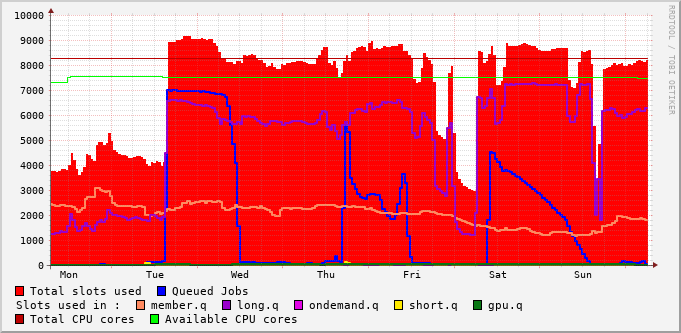 10000
9000
8000
7000
6000
5000
4000
3000
2000
1000
0
Mon Tue Wed Thu Fri Sat Sun
RRDTOOL / TOBI OETIKER
Total slots used Queued Jobs
Slots used in : member.q long.q ondemand.q short.q gpu.q
Total CPU cores Available CPU cores